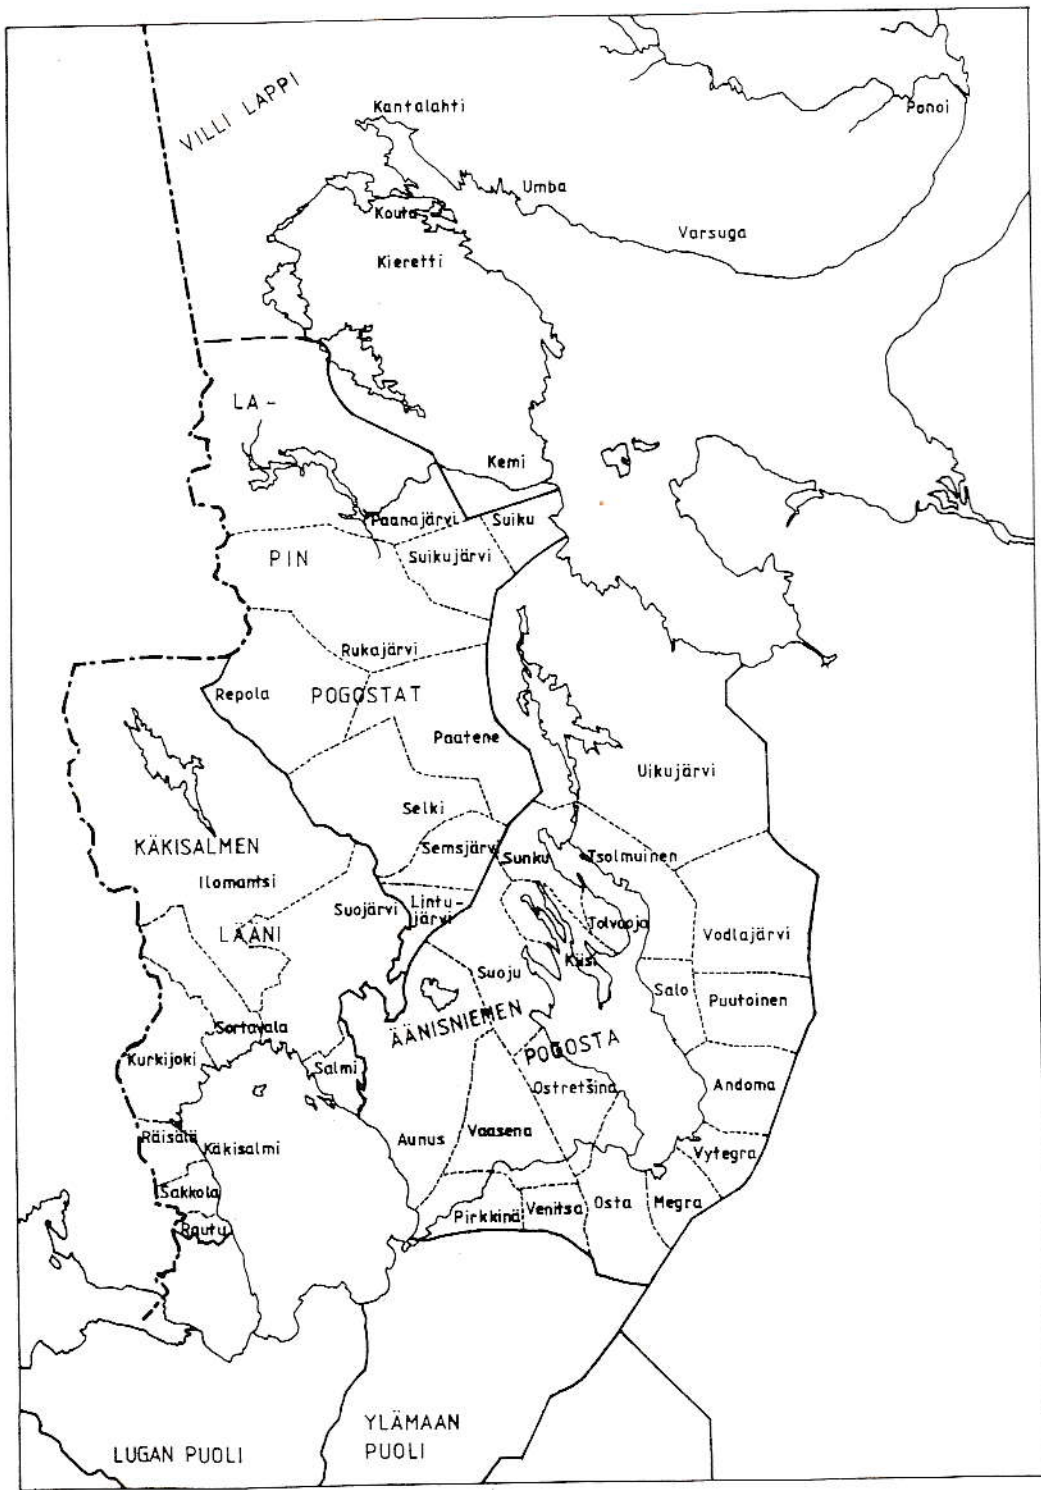 VILLI LAPPI
Kantalahti
Ponoi
Umba
Kouta
Varsuga
Kieretti
LA-
Kemi
Paanajärvi
Suiku
PIN
Suikujärvi
Rukajärvi
Repola
POGOSTAT
Paatene
Uikujärvi
Selki
KÄKISALMEN
Semsjärvi
Sunku
Tsolmuinen
Ilomantsi
Suojärvi
Lintu-
järvi
LÄÄNI
Tolvooja
Vodlajärvi
Kiisi
Suoju
Salo
Puutoinen
ÄÄNISNIEMEN
Sortavala
POGOSTA
Kurkijoki
Salmi
Ostretšina
Andoma
Räisälä
Käkisalmi
Aunus
Vaasena
Vytegra
Sakkola
Pirkkinä
Venitsa
Osta
Megra
Rautu
YLÄMAAN
PUOLI
LUGAN PUOLI